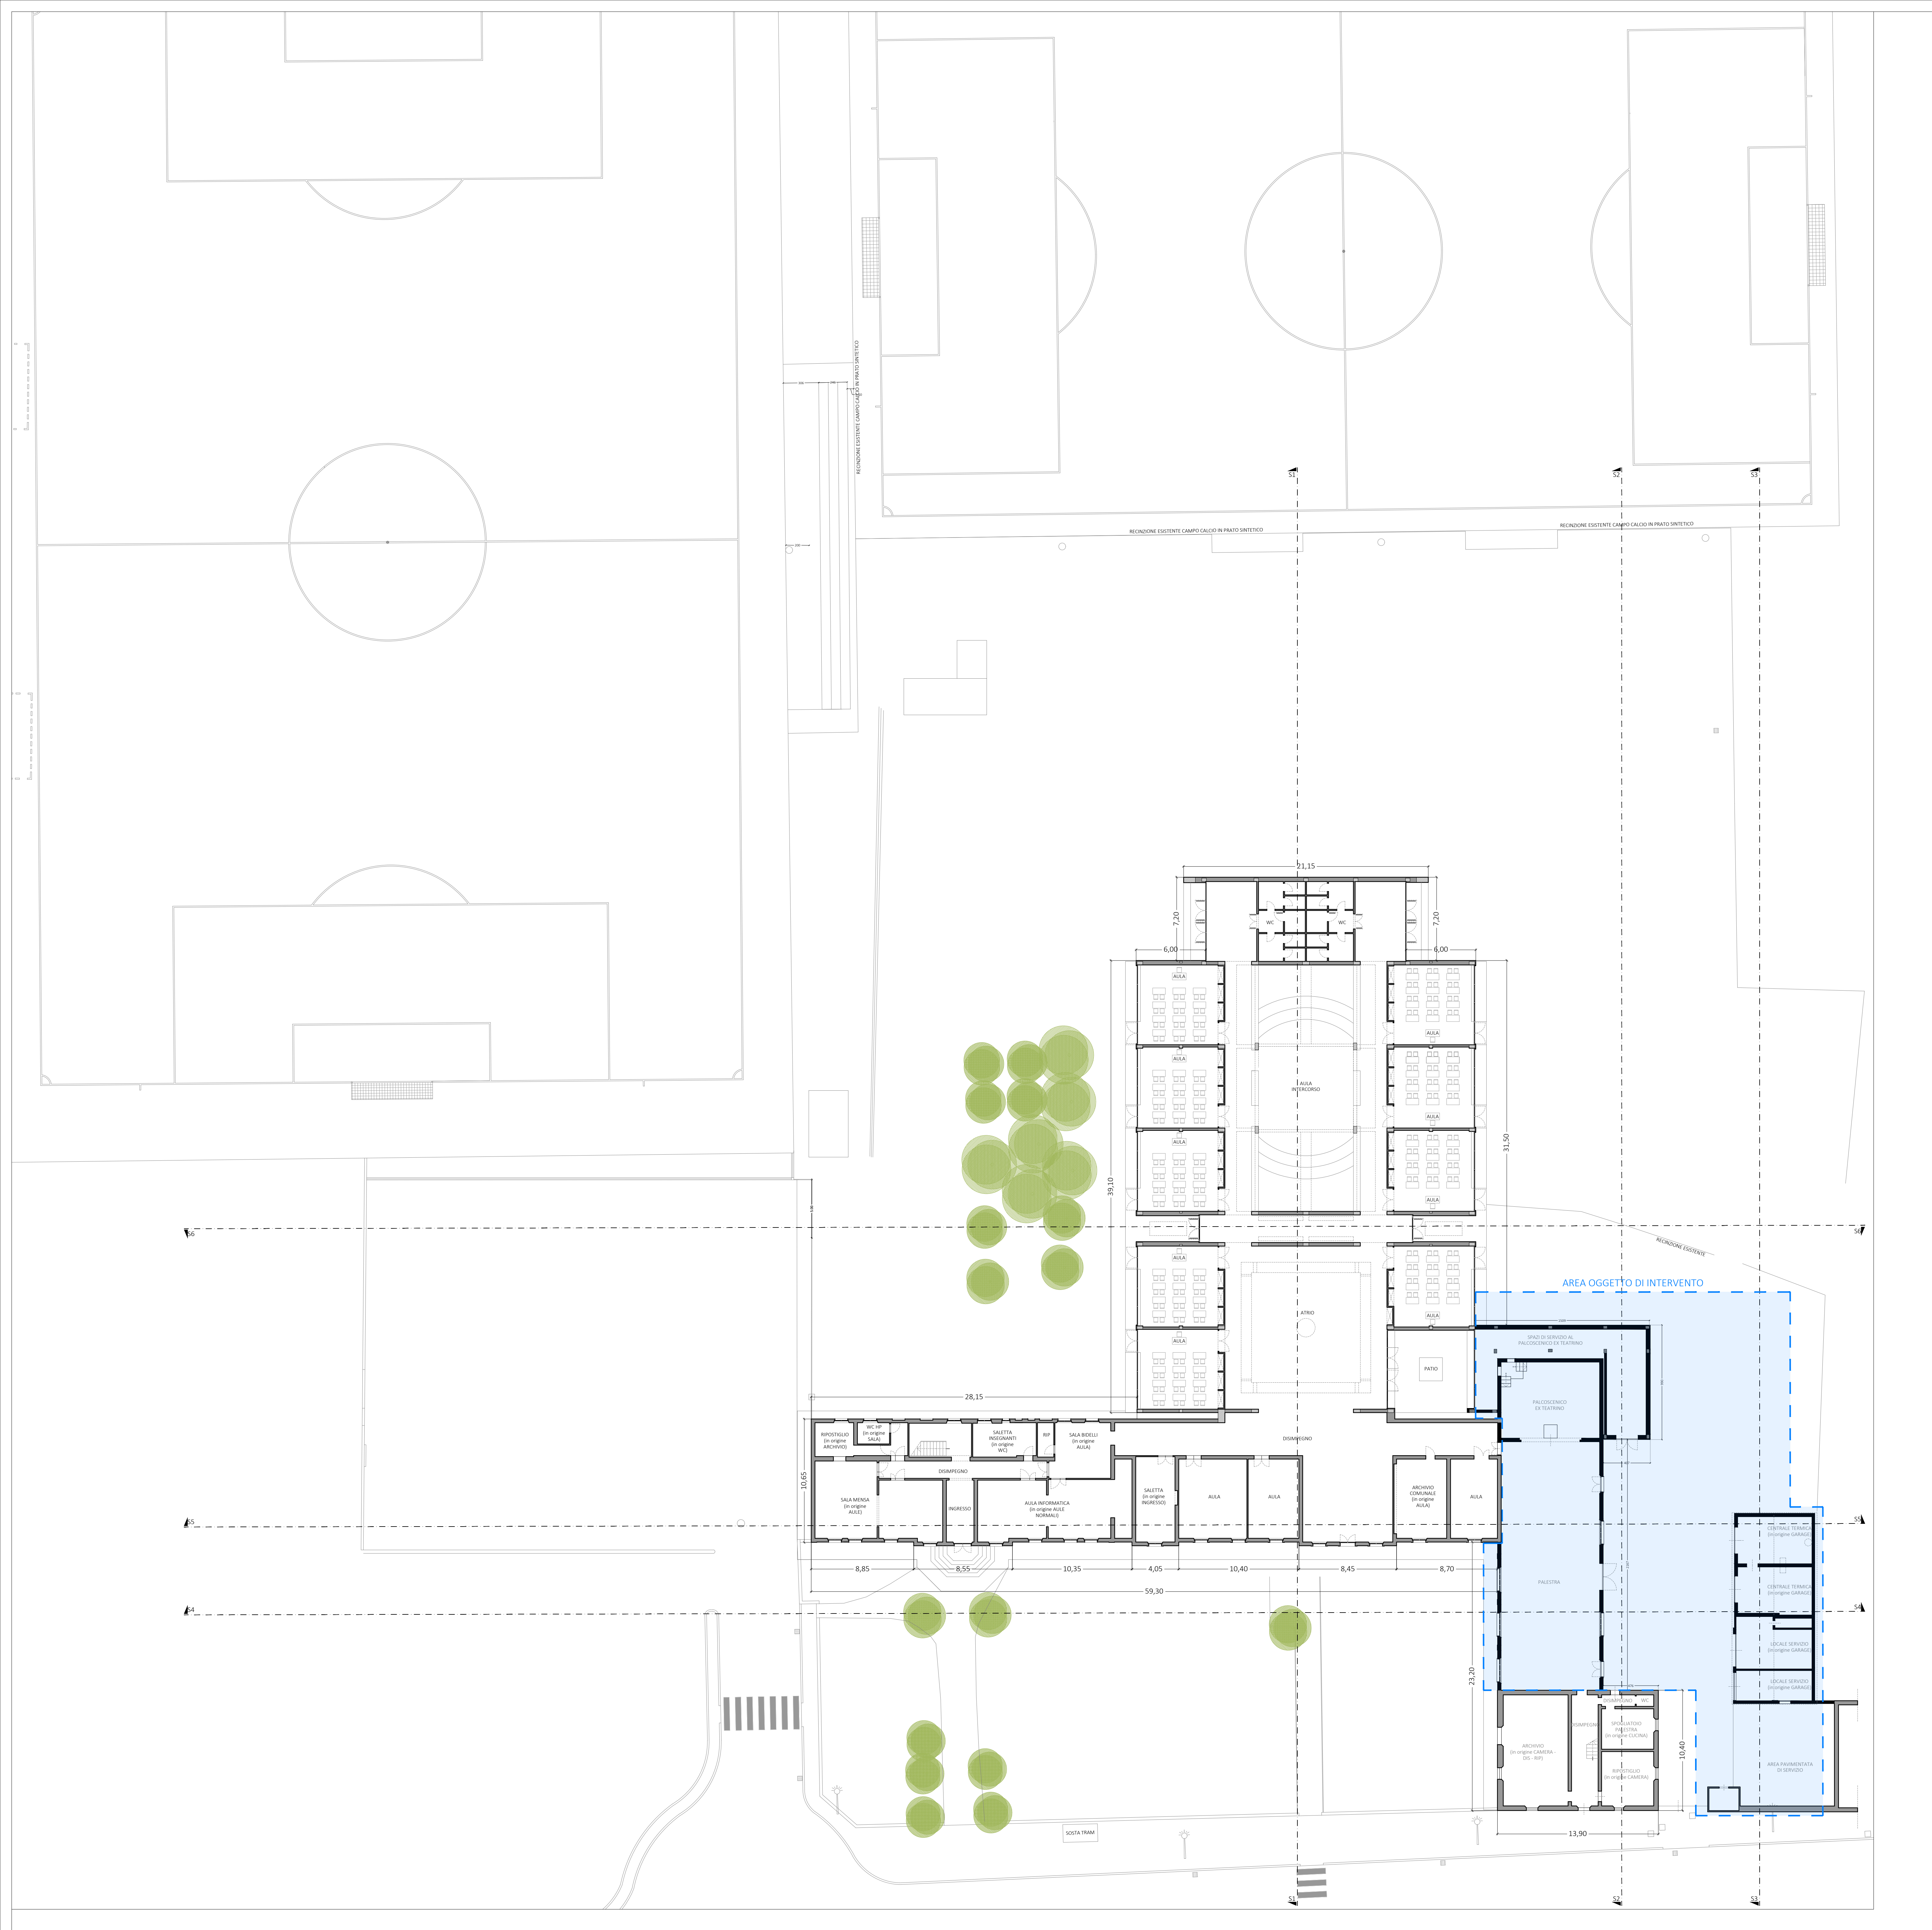 RECINZIONE ESISTENTE CAMPO CALCIO IN PRATO SINTETICO
S1
S2
S3
RECINZIONE ESISTENTE CAMPO CALCIO IN PRATO SINTETICO
RECINZIONE ESISTENTE CAMPO CALCIO IN PRATO SINTETICO
21,15
7,20
7,20
WC
WC
6,00
6,00
AULA
AULA
AULA
AULA
INTERCORSO
AULA
AULA
AULA
39,10
31,50
S6
S6
RECINZIONE ESISTENTE
AULA
AREA OGGETTO DI INTERVENTO
ATRIO
AULA
AULA
SPAZI DI SERVIZIO AL
PALCOSCENICO EX TEATRINO
PATIO
28,15
PALCOSCENICO
EX TEATRINO
RIPOSTIGLIO
(in origine
ARCHIVIO)
WC HP
(in origine
SALA)
SALETTA
INSEGNANTI
(in origine
WC)
RIP
SALA BIDELLI
(in origine
AULA)
DISIMPEGNO
DISIMPEGNO
10,65
SALA MENSA
(in origine
AULE)
INGRESSO
AULA INFORMATICA
(in origine AULE
NORMALE)
SALETTA
(in origine
INGRESSO)
AULA
AULA
ARCHIVIO
COMUNALE
(in origine
AULA)
AULA
S5
S5
CENTRALE TERMICA
(in origine GARAGE)
8,85
8,55
10,35
4,05
10,40
8,45
8,70
PALESTRA
CENTRALE TERMICA
(in origine GARAGE)
59,30
S4
S4
LOCALE SERVIZIO
(in origine GARAGE)
23,20
LOCALE SERVIZIO
(in origine GARAGE)
DISIMPEGNO
WC
DISIMPEGNO
SPOGLIATOIO
PALESTRA
(in origine CUCINA)
ARCHIVIO
(in origine CAMERA -
DIS - RIP)
10,40
AREA PAVIMENTATA
DI SERVIZIO
RIPOSTIGLIO
(in origine CAMERA)
SOSTA TRAM
13,90
S1
S2
S3